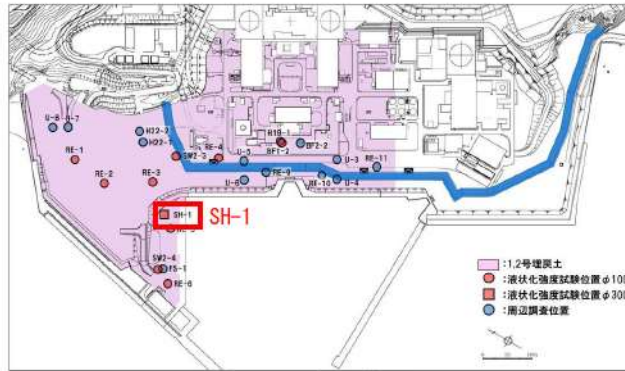 U-8 U-7
H22-2
H22-7
H19-1
BF1-2
BF2-2
SW2-3
RE-4
U-5
U-3
RE-11
RE-1
RE-2
RE-3
RE-9
RE-10
U-6
U-4
SH-1
SH-1
SW2-4
RE-6
:1,2号埋戻土
:液状化強度試験位置φ100
:液状化強度試験位置φ300
:周辺調査位置